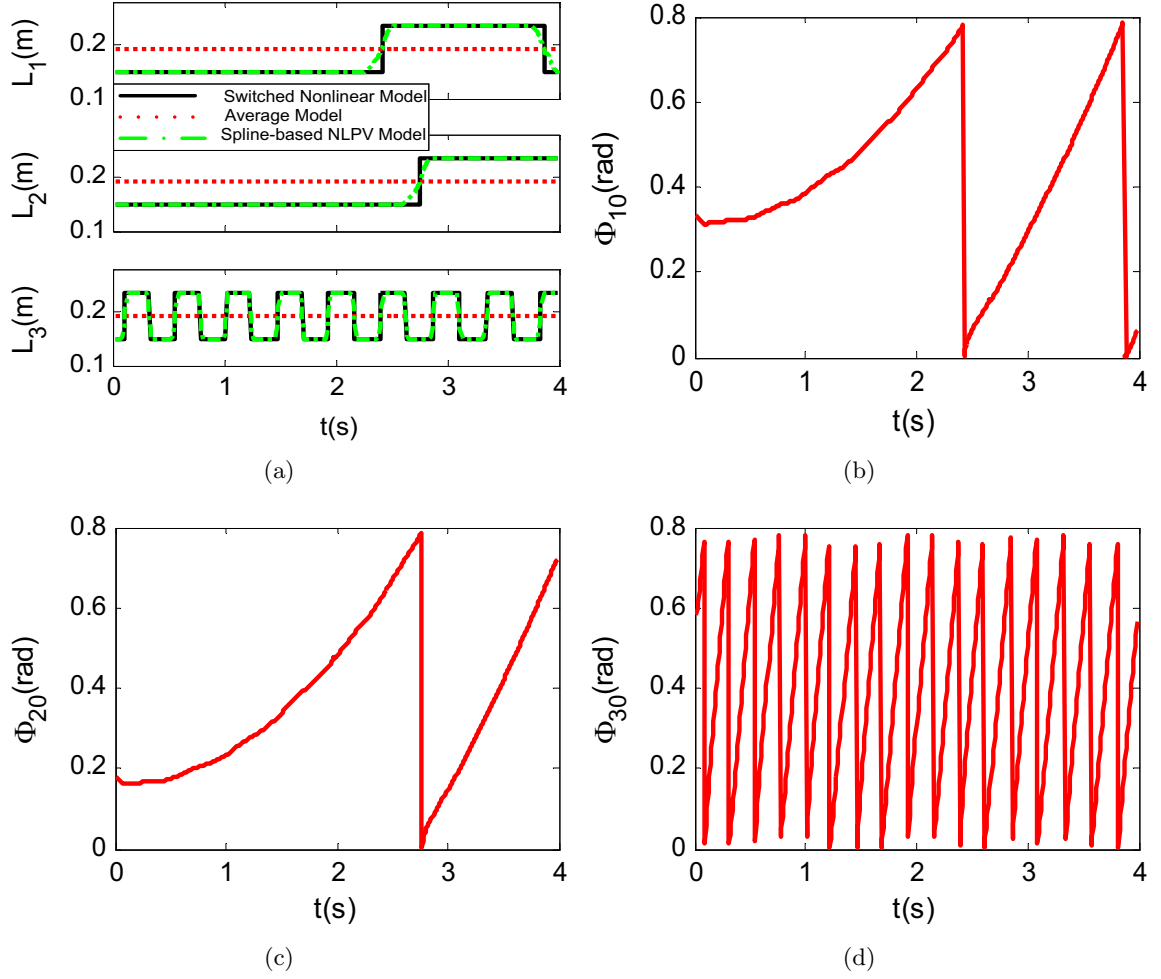 L1(m)
0.2
0.1
Switched Nonlinear Model
Average Model
Spline-based NLPV Model
L2(m)
0.2
0.1
L3(m)
0.2
0.1
0 1 2 3 4
t(s)
(a)
Φ10(rad)
0.8
0.6
0.4
0.2
0
0 1 2 3 4
t(s)
(b)
Φ20(rad)
0.8
0.6
0.4
0.2
0
0 1 2 3 4
t(s)
(c)
Φ30(rad)
0.8
0.6
0.4
0.2
0
0 1 2 3 4
t(s)
(d)